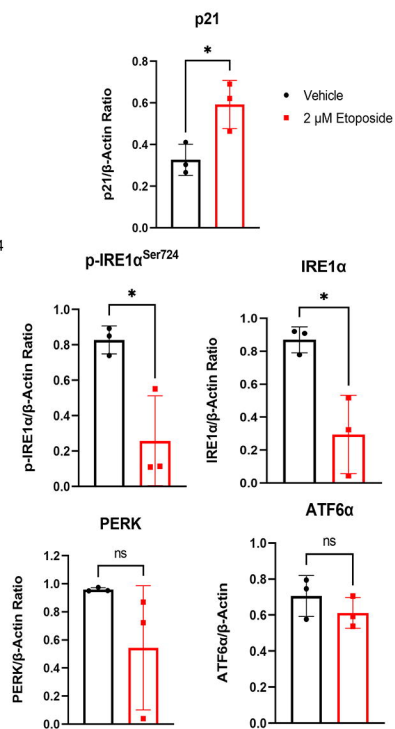 p21
*
p21/β-Actin Ratio
0.8
0.6
0.4
0.2
0.0
Vehicle
2 µM Etoposide
4
p-IRE1α^Ser724
*
p-IRE1α/β-Actin Ratio
1.0
0.8
0.6
0.4
0.2
0.0
IRE1α
*
IRE1α/β-Actin Ratio
1.0
0.8
0.6
0.4
0.2
0.0
PERK
ns
PERK/β-Actin Ratio
1.2
1.0
0.8
0.6
0.4
0.2
0.0
ATF6α
ns
ATF6α/β-Actin
1.0
0.8
0.6
0.4
0.2
0.0